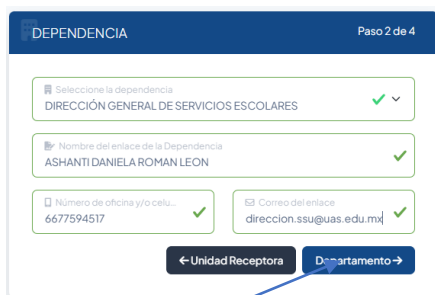 DEPENDENCIA
Paso 2 de 4
Seleccione la dependencia
DIRECCIÓN GENERAL DE SERVICIOS ESCOLARES
Nombre del enlace de la Dependencia
ASHANTI DANIELA ROMAN LEON
Número de oficina y/o celu... Correo del enlace
6677594517 direccion.ssu@uas.edu.mx
←Unidad Receptora Departamento→